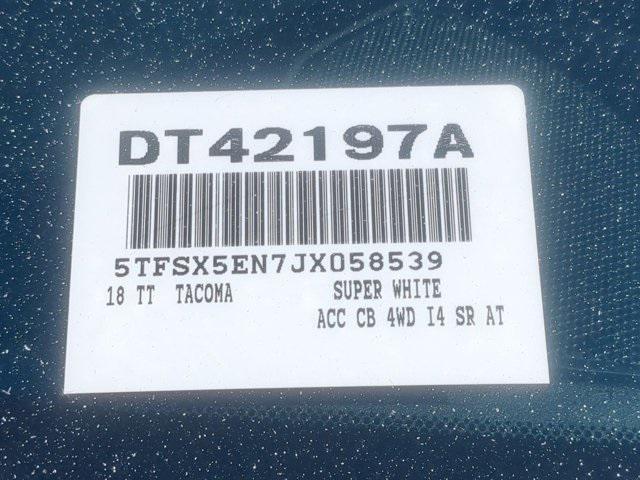 DT42197A
5TFSX5EN7JX058539
18 TT TACOMA SUPER WHITE
ACC CB 4WD I4 SR AT